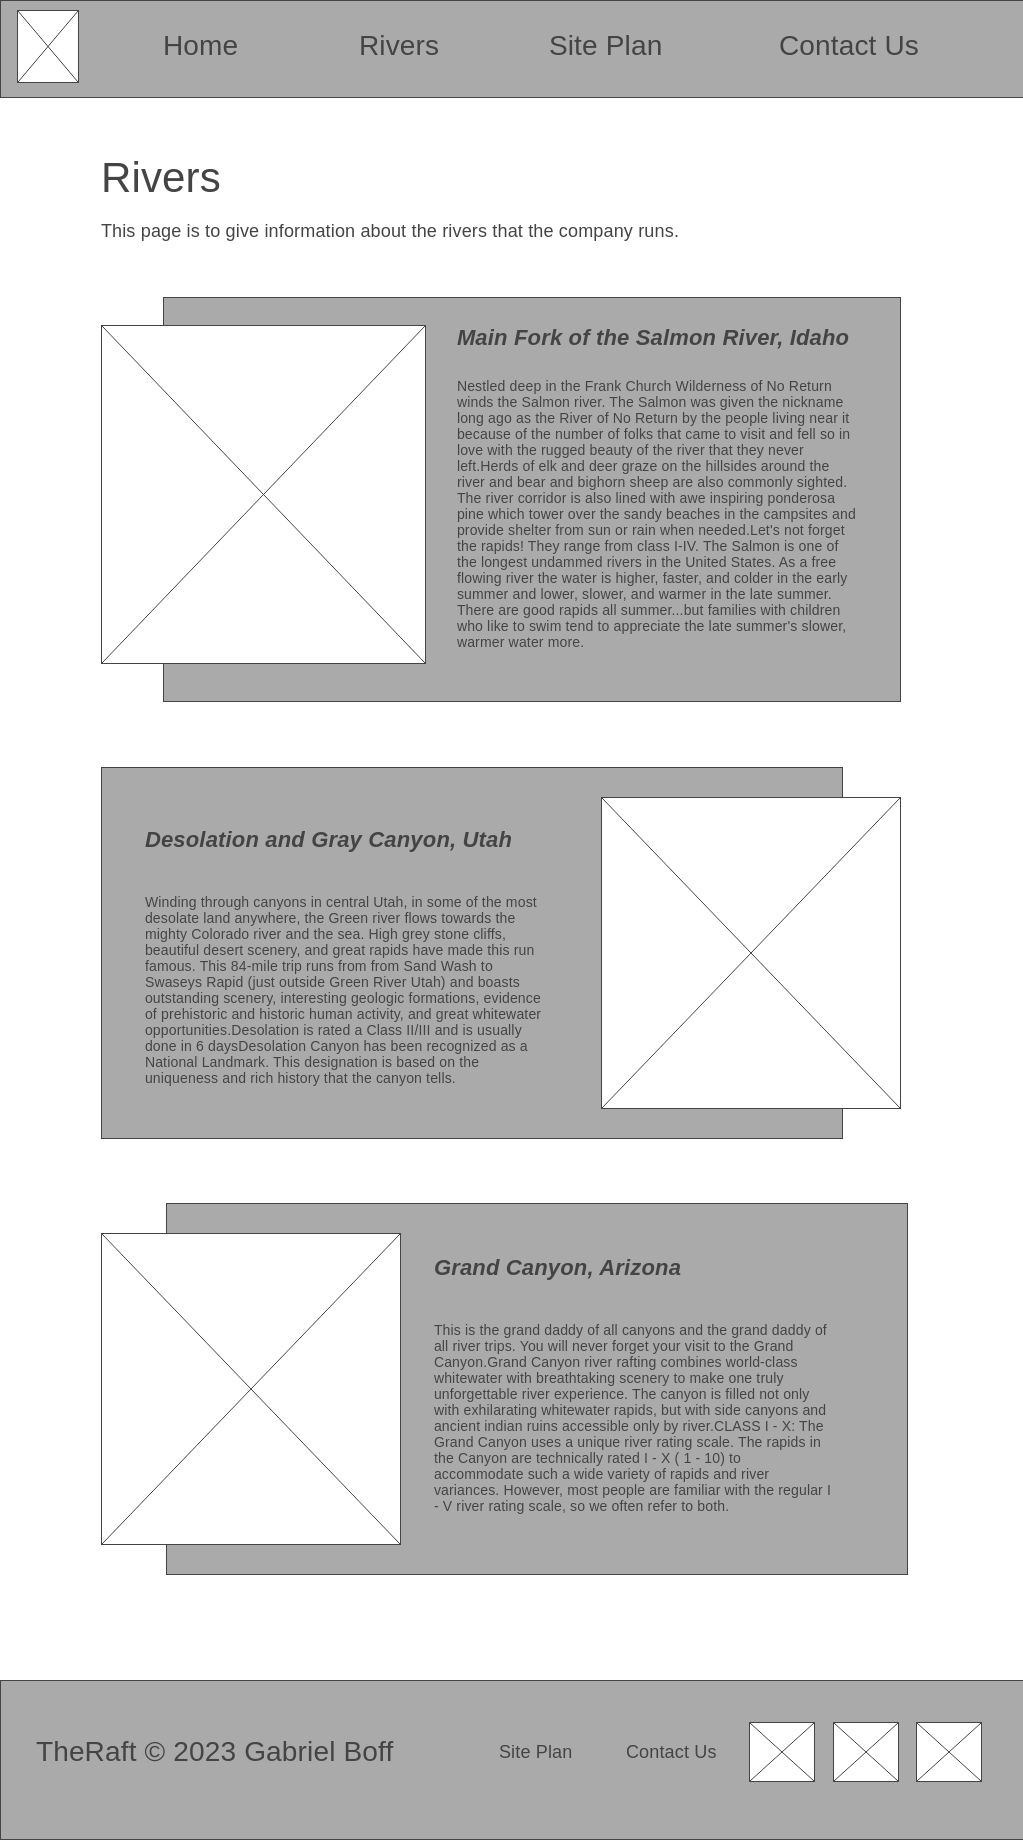 Home Rivers Site Plan Contact Us
Rivers
This page is to give information about the rivers that the company runs.
Main Fork of the Salmon River, Idaho
Nestled deep in the Frank Church Wilderness of No Return
winds the Salmon river. The Salmon was given the nickname
long ago as the River of No Return by the people living near it
because of the number of folks that came to visit and fell so in
love with the rugged beauty of the river that they never
left.Herds of elk and deer graze on the hillsides around the
river and bear and bighorn sheep are also commonly sighted.
The river corridor is also lined with awe inspiring ponderosa
pine which tower over the sandy beaches in the campsites and
provide shelter from sun or rain when needed.Let's not forget
the rapids! They range from class I-IV. The Salmon is one of
the longest undammed rivers in the United States. As a free
flowing river the water is higher, faster, and colder in the early
summer and lower, slower, and warmer in the late summer.
There are good rapids all summer...but families with children
who like to swim tend to appreciate the late summer's slower,
warmer water more.
Desolation and Gray Canyon, Utah
Winding through canyons in central Utah, in some of the most
desolate land anywhere, the Green river flows towards the
mighty Colorado river and the sea. High grey stone cliffs,
beautiful desert scenery, and great rapids have made this run
famous. This 84-mile trip runs from from Sand Wash to
Swaseys Rapid (just outside Green River Utah) and boasts
outstanding scenery, interesting geologic formations, evidence
of prehistoric and historic human activity, and great whitewater
opportunities.Desolation is rated a Class II/III and is usually
done in 6 daysDesolation Canyon has been recognized as a
National Landmark. This designation is based on the
uniqueness and rich history that the canyon tells.
Grand Canyon, Arizona
This is the grand daddy of all canyons and the grand daddy of
all river trips. You will never forget your visit to the Grand
Canyon.Grand Canyon river rafting combines world-class
whitewater with breathtaking scenery to make one truly
unforgettable river experience. The canyon is filled not only
with exhilarating whitewater rapids, but with side canyons and
ancient indian ruins accessible only by river.CLASS I - X: The
Grand Canyon uses a unique river rating scale. The rapids in
the Canyon are technically rated I - X ( 1 - 10) to
accommodate such a wide variety of rapids and river
variances. However, most people are familiar with the regular I
- V river rating scale, so we often refer to both.
TheRaft © 2023 Gabriel Boff Site Plan Contact Us